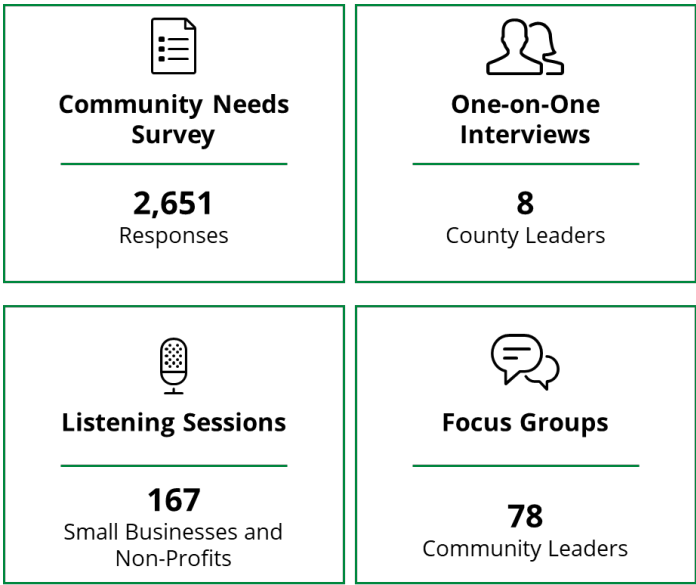 Community Needs
Survey
2,651
Responses
One-on-One
Interviews
8
County Leaders
Listening Sessions
167
Small Businesses and
Non-Profits
Focus Groups
78
Community Leaders